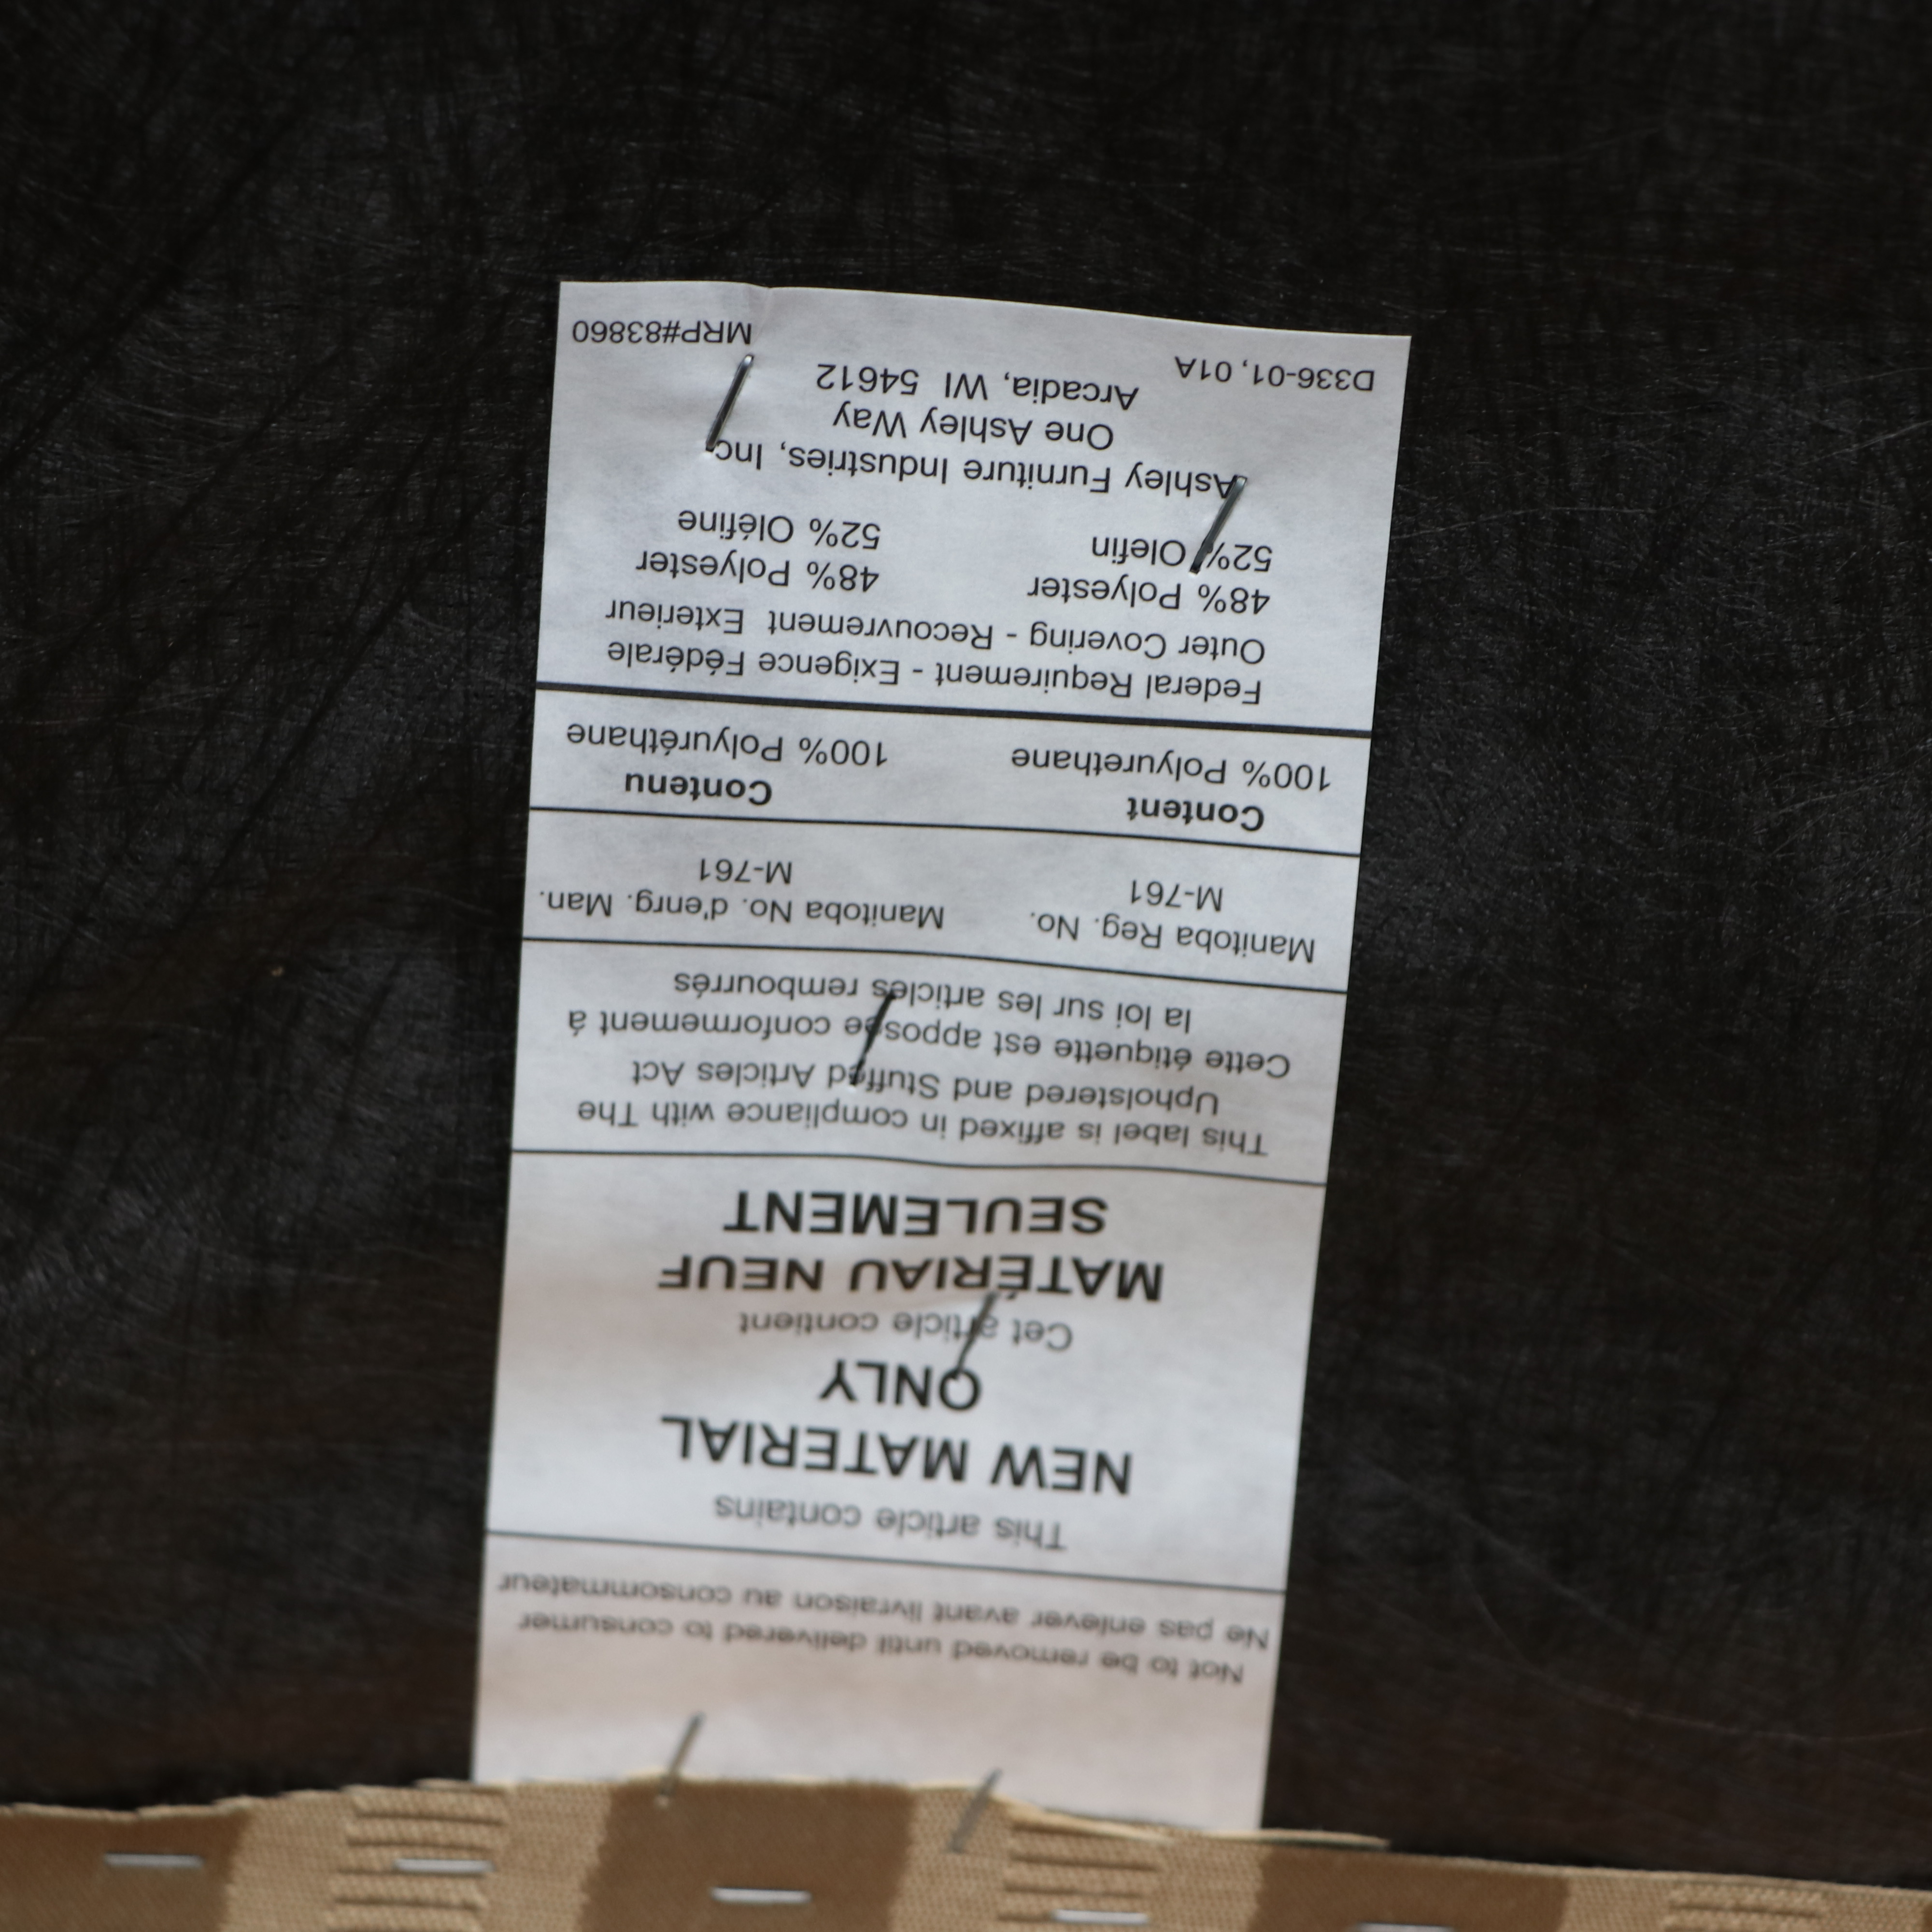 Not to be removed until delivered to consumer
Ne pas enlever avant livraison au consommateur
This article contains
NEW MATERIAL
ONLY
Cet article contient
MATÉRIAU NEUF
SEULEMENT
This label is affixed in compliance with The
Upholstered and Stuffed Articles Act
Cette étiquette est apposée conformement á
la loi sur les articles rembourrés
Manitoba Reg. No. Manitoba No. d'enrg. Man.
M-761 M-761
Content Contenu
100% Polyurethane 100% Polyuréthane
Federal Requirement - Exigence Fédérale
Outer Covering - Recouvrement Exterieur
48% Polyester 48% Polyester
52% Olefin 52% Oléfine
Ashley Furniture Industries, Inc
One Ashley Way
Arcadia, WI 54612
D336-01, 01A MRP#83860